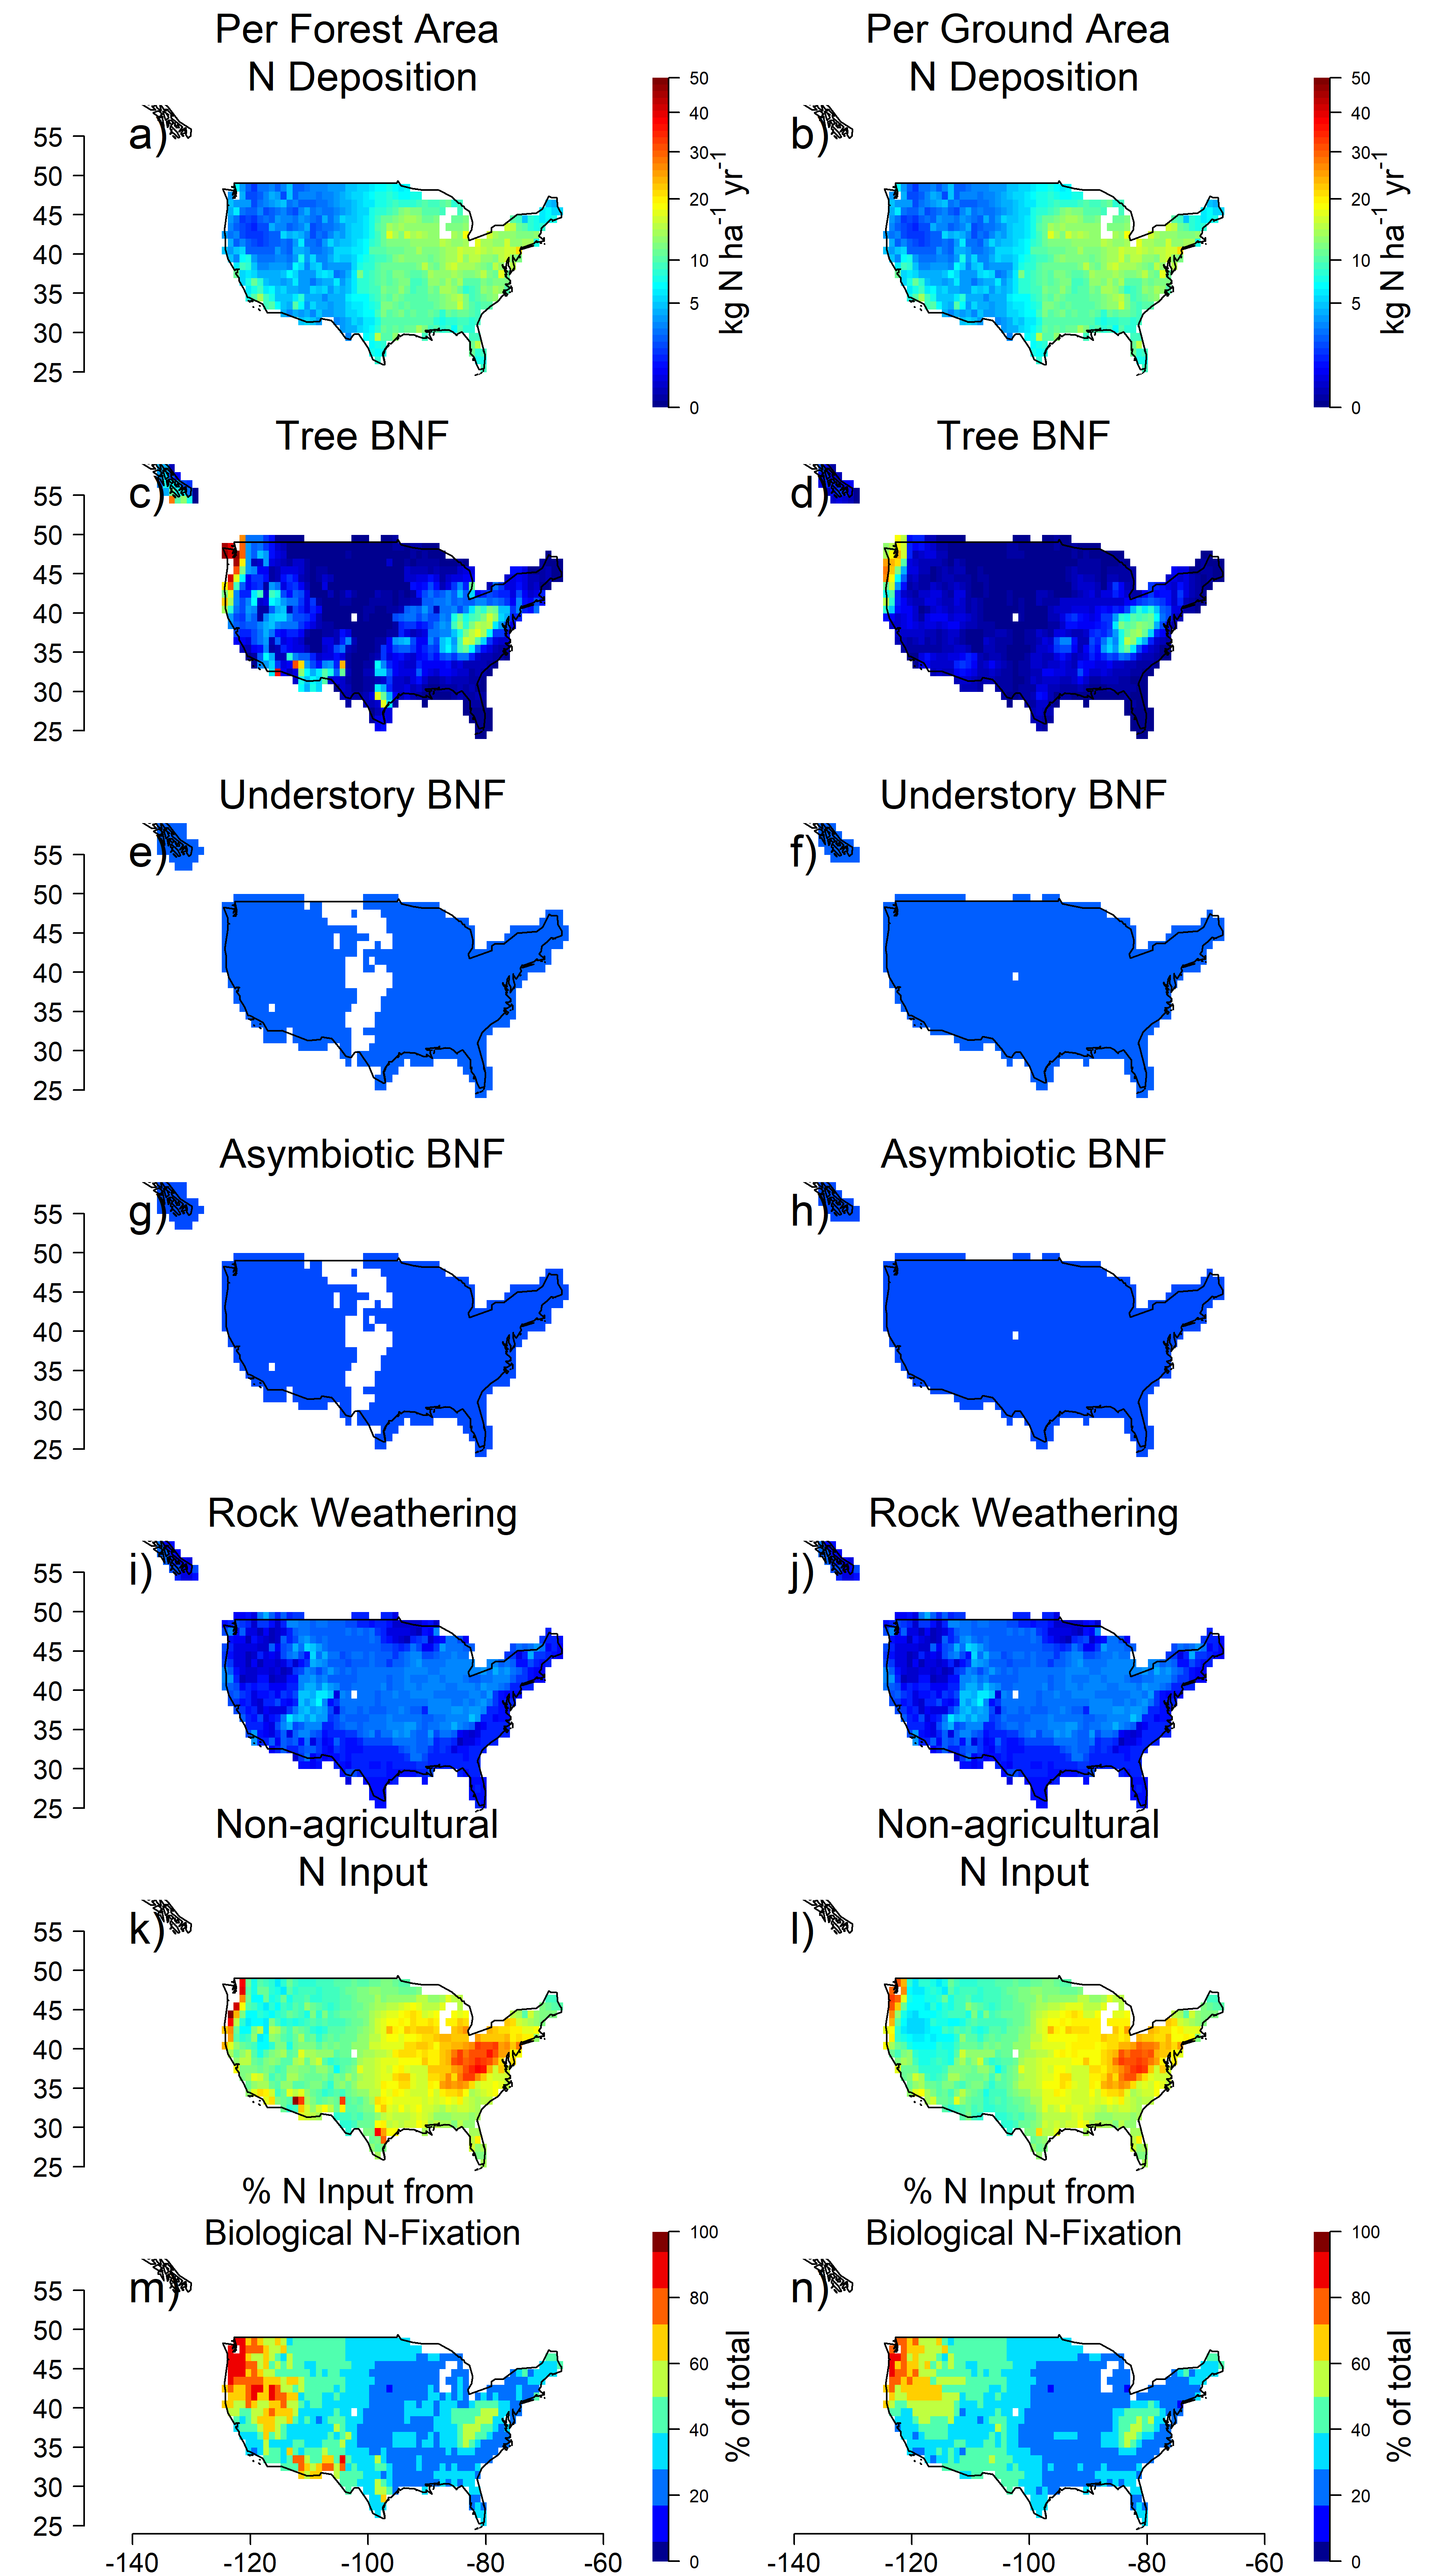 Per Forest Area
N Deposition
Per Ground Area
N Deposition
a)
55
50
45
40
35
30
25
50
40
30
20
10
5
0
kg N ha-1 yr-1
b)
50
40
30
20
10
5
0
kg N ha-1 yr-1
Tree BNF
Tree BNF
c)
55
50
45
40
35
30
25
d)
Understory BNF
Understory BNF
e)
55
50
45
40
35
30
25
f)
Asymbiotic BNF
Asymbiotic BNF
g)
55
50
45
40
35
30
25
h)
Rock Weathering
Rock Weathering
i)
55
50
45
40
35
30
25
j)
Non-agricultural
N Input
Non-agricultural
N Input
k)
55
50
45
40
35
30
25
l)
% N Input from
Biological N-Fixation
% N Input from
Biological N-Fixation
m)
55
50
45
40
35
30
25
100
80
60
40
20
0
% of total
n)
100
80
60
40
20
0
% of total
-140 -120 -100 -80 -60
-140 -120 -100 -80 -60